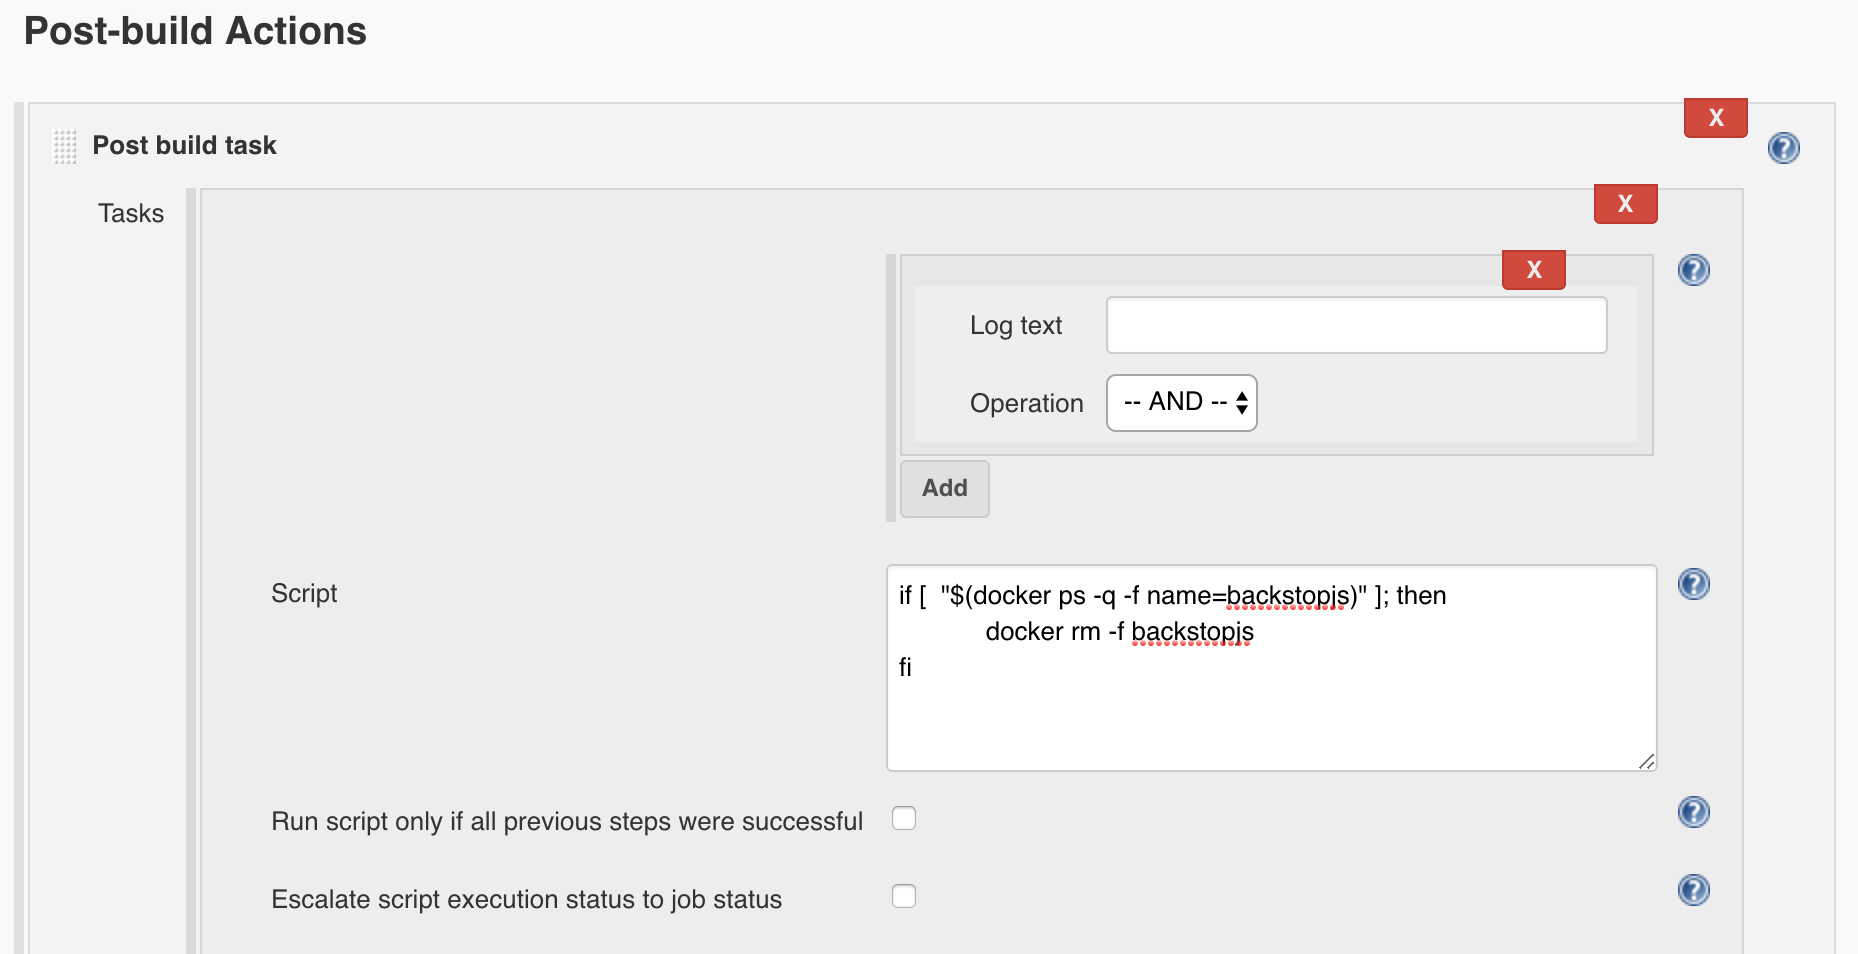 Post-build Actions
X
Post build task
?
Tasks
X
X
?
Log text
Operation
-- AND --
Add
Script
if [  "$(docker ps -q -f name=backstopjs)" ]; then
docker rm -f backstopjs
fi
?
Run script only if all previous steps were successful
?
Escalate script execution status to job status
?